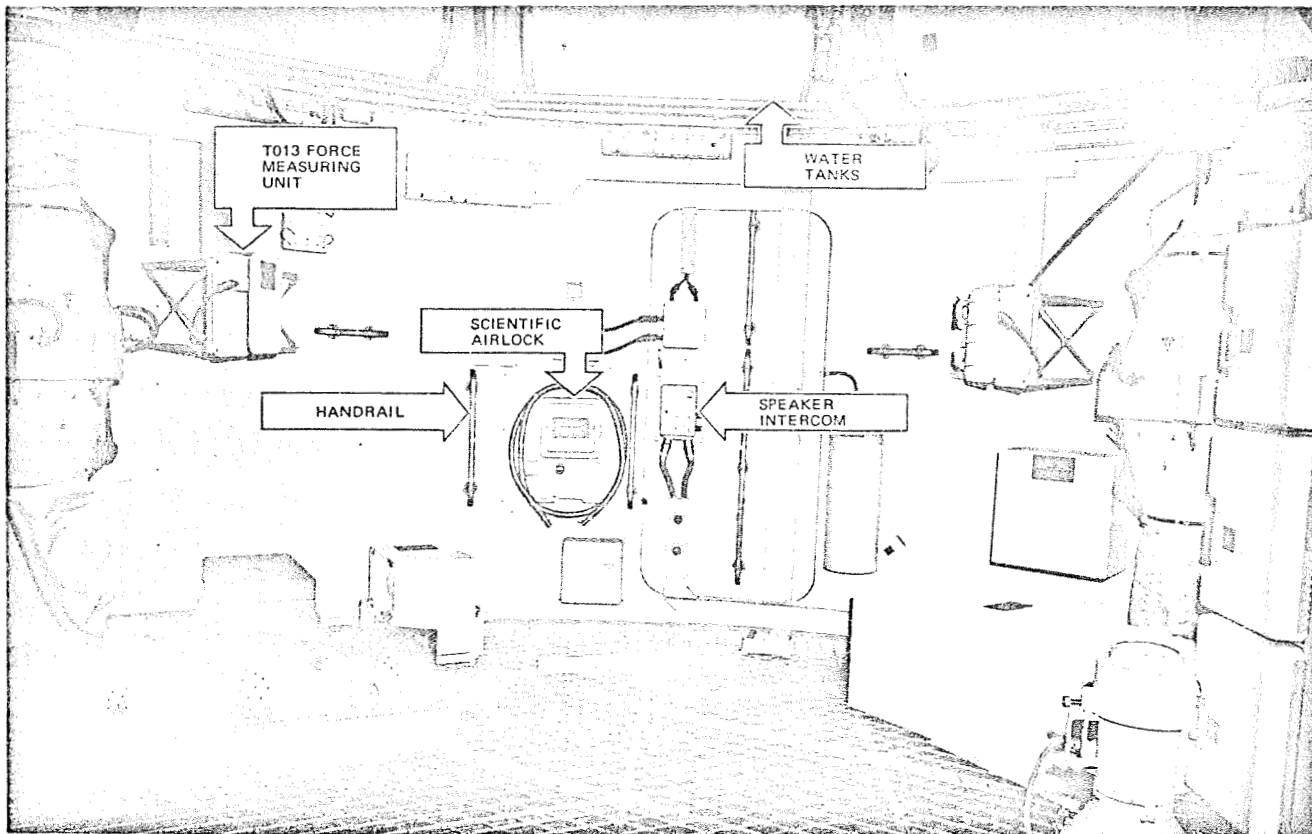 T013 FORCE
MEASURING
UNIT
WATER
TANKS
SCIENTIFIC
AIRLOCK
HANDRAIL
SPEAKER
INTERCOM